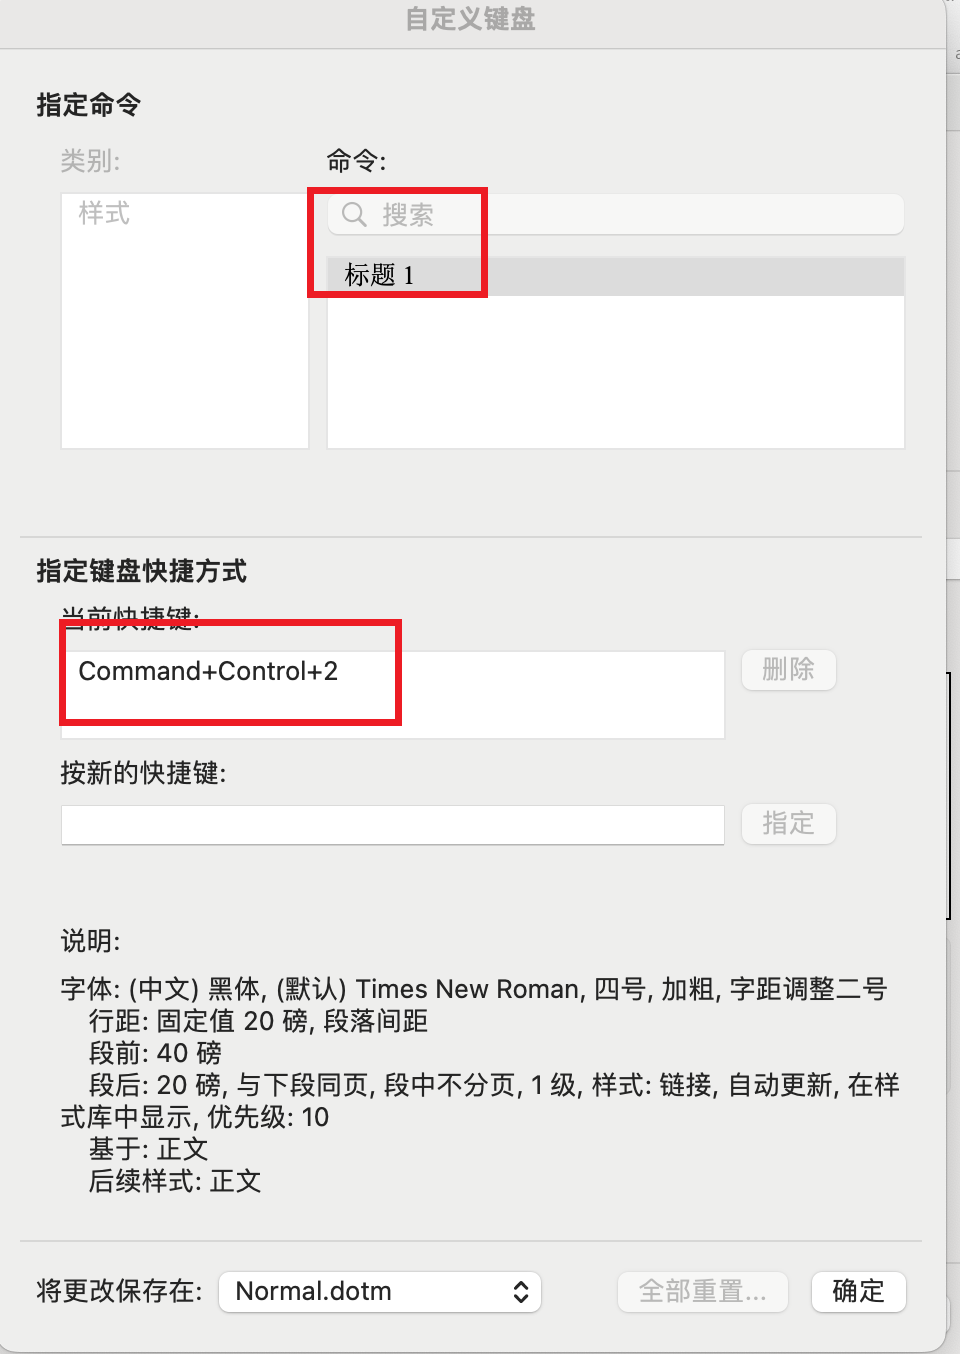 自定义键盘
指定命令
类别:
命令:
样式
搜索
标题 1
指定键盘快捷方式
当前快捷键:
Command+Control+2
删除
按新的快捷键:
指定
说明:
字体: (中文) 黑体, (默认) Times New Roman, 四号, 加粗, 字距调整二号
行距: 固定值 20 磅, 段落间距
段前: 40 磅
段后: 20 磅, 与下段同页, 段中不分页, 1 级, 样式: 链接, 自动更新, 在样
式库中显示, 优先级: 10
基于: 正文
后续样式: 正文
将更改保存在:
Normal.dotm
全部重置...
确定